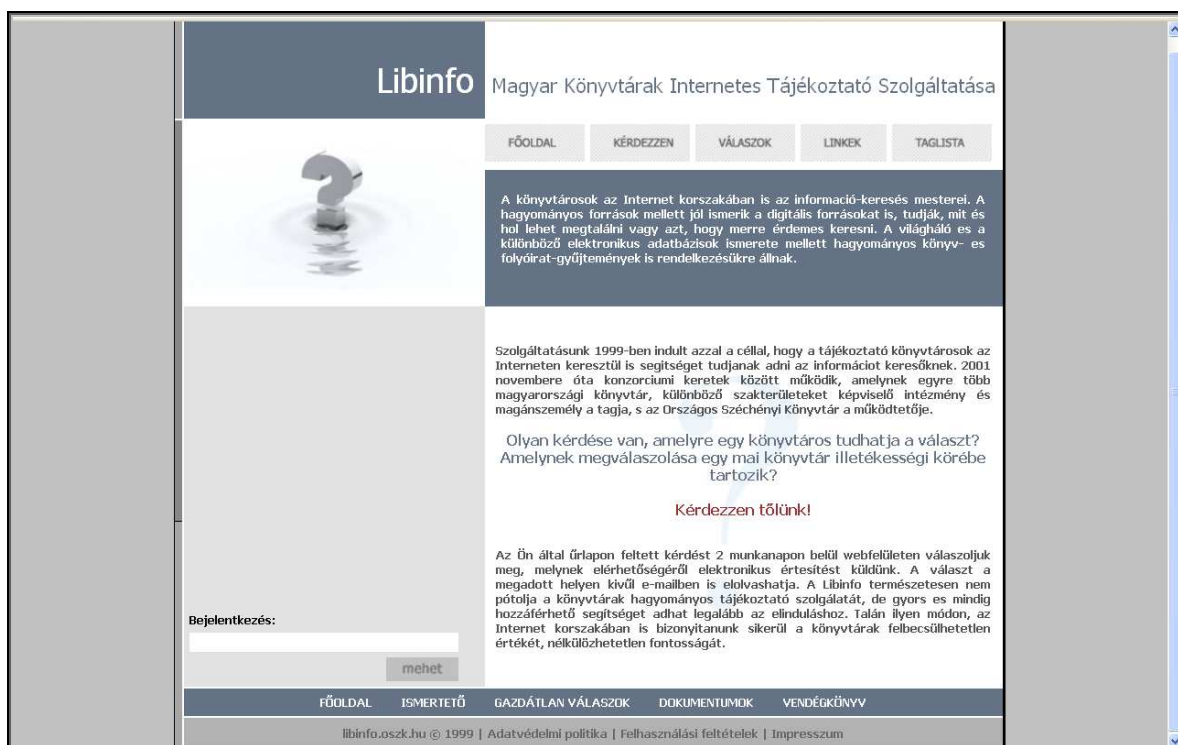 Libinfo
Magyar Könyvtárak Internetes Tájékoztató Szolgáltatása
FŐOLDAL
KÉRDEZZEN
VÁLASZOK
LINKEK
TAGLISTA
A könyvtárosok az Internet korszakában is az információ-keresés mesterei. A
hagyományos források mellett jól ismerik a digitális forrásokat is, tudják, mit és
hol lehet megtalálni vagy azt, hogy merre érdemes keresni. A világháló es a
különböző elektronikus adatbázisok ismerete mellett hagyományos könyv- es
folyóirat-gyűjtemények is rendelkezésükre állnak.
Szolgáltatásunk 1999-ben indult azzal a céllal, hogy a tájékoztató könyvtárosok az
Interneten keresztül is segitséget tudjanak adni az informáciot keresőknek. 2001
novembere óta konzorciumi keretek között működik, amelynek egyre több
magyarországi könyvtár, különböző szakterületeket képviselő intézmény és
magánszemély a tagja, s az Országos Széchényi Könyvtár a működtetője.
Olyan kérdése van, amelyre egy könyvtáros tudhatja a választ?
Amelynek megválaszolása egy mai könyvtár illetékességi körébe
tartozik?
Kérdezzen tőlünk!
Az Ön által űrlapon feltett kérdést 2 munkanapon belül webfelületen válaszoljuk
meg, melynek elérhetőségéről elektronikus értesítést küldünk. A választ a
megadott helyen kivűl e-mailben is elolvashatja. A Libinfo természetesen nem
pótolja a könyvtárak hagyományos tájékoztató szolgálatát, de gyors es mindig
hozzáférhető segítséget adhat legalább az elinduláshoz. Talán ilyen módon, az
Internet korszakában is bizonyitanunk sikerül a könyvtárak felbecsülhetetlen
értékét, nélkülözhetetlen fontosságát.
Bejelentkezés:
mehet
FŐOLDAL
ISMERTETŐ
GAZDÁTLAN VÁLASZOK
DOKUMENTUMOK
VENDÉGKÖNYV
libinfo.oszk.hu © 1999 | Adatvédelmi politika | Felhasználási feltételek | Impresszum